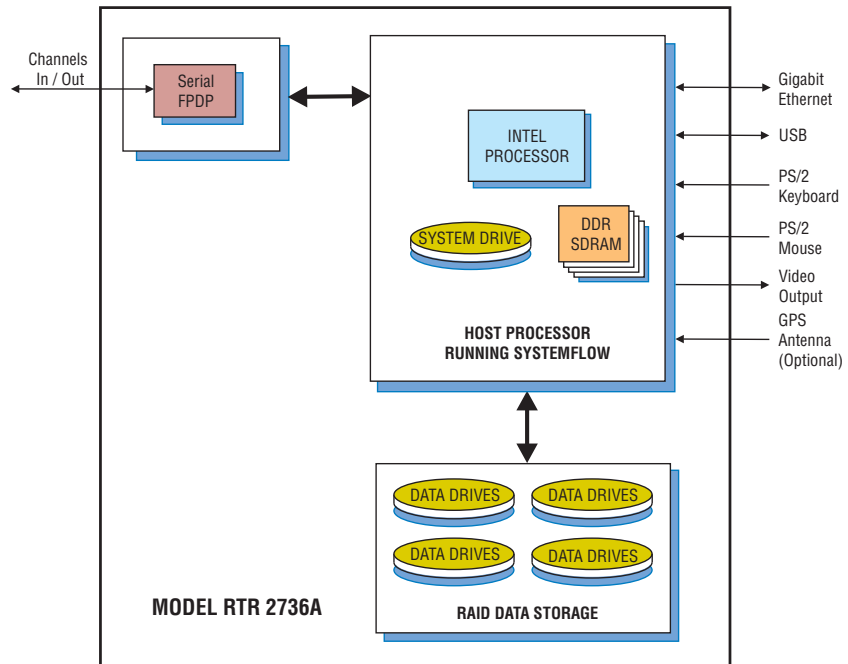 Channels
In / Out
Serial
FPDP
INTEL
PROCESSOR
SYSTEM DRIVE
DDR
SDRAM
HOST PROCESSOR
RUNNING SYSTEMFLOW
Gigabit
Ethernet
USB
PS/2
Keyboard
PS/2
Mouse
Video
Output
GPS
Antenna
(Optional)
DATA DRIVES
DATA DRIVES
DATA DRIVES
DATA DRIVES
RAID DATA STORAGE
MODEL RTR 2736A